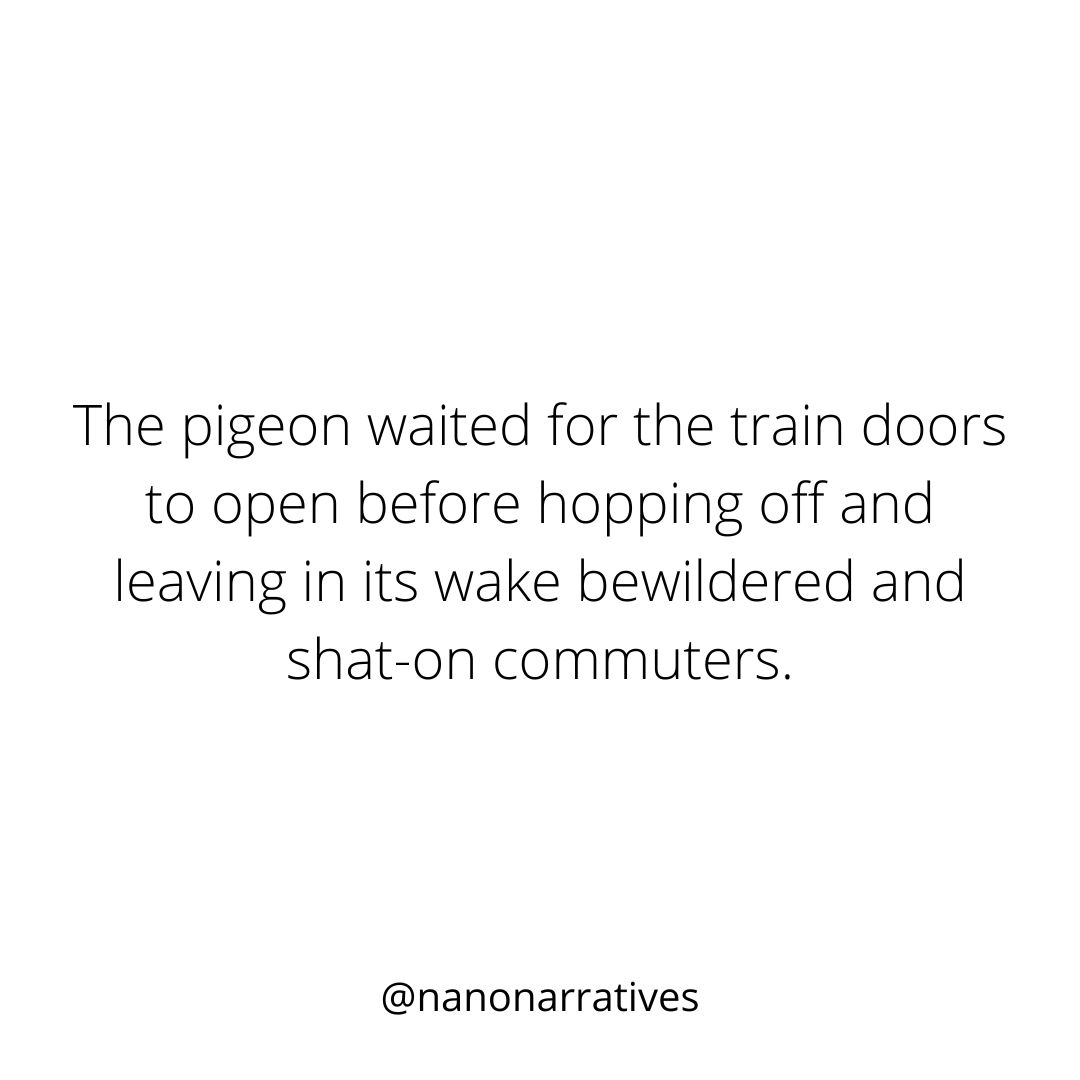 The pigeon waited for the train doors
to open before hopping off and
leaving in its wake bewildered and
shat-on commuters.
@nanonarratives